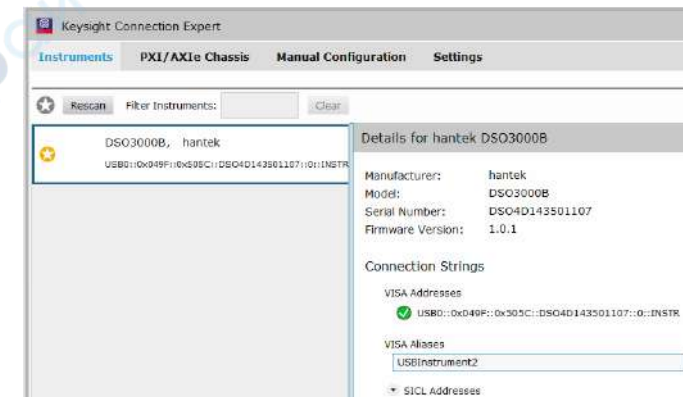 Keysight Connection Expert
Instruments PXI/AXIe Chassis Manual Configuration Settings
Rescan Filter Instruments: Clear
DSO3000B, hantek
USB0::0x049F::0x505C::DSO4D143501107::0::INSTR
Details for hantek DSO3000B
Manufacturer: hantek
Model: DSO3000B
Serial Number: DSO4D143501107
Firmware Version: 1.0.1
Connection Strings
VISA Addresses
USB0::0xD49F::0x505C::DSO4D143501107::0::INSTR
VISA Aliases
USBInstrument2
SICL Addresses